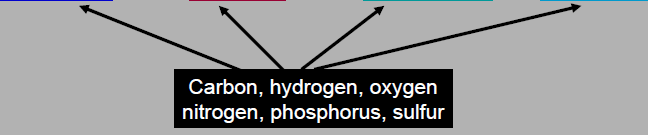 Carbon, hydrogen, oxygen
nitrogen, phosphorus, sulfur